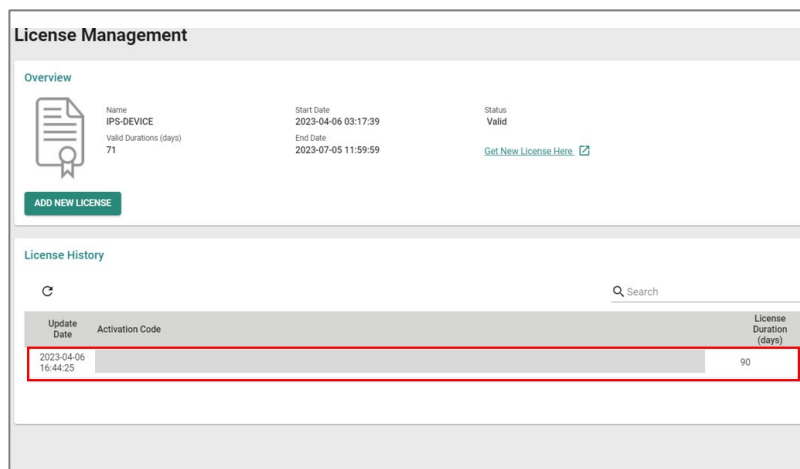 License Management
Overview
Name
IPS-DEVICE
Start Date
2023-04-06 03:17:39
Status
Valid
Valid Durations (days)
71
End Date
2023-07-05 11:59:59
Get New License Here
ADD NEW LICENSE
License History
Search
Update
Date
Activation Code
License
Duration
(days)
2023-04-06
16:44:25
90